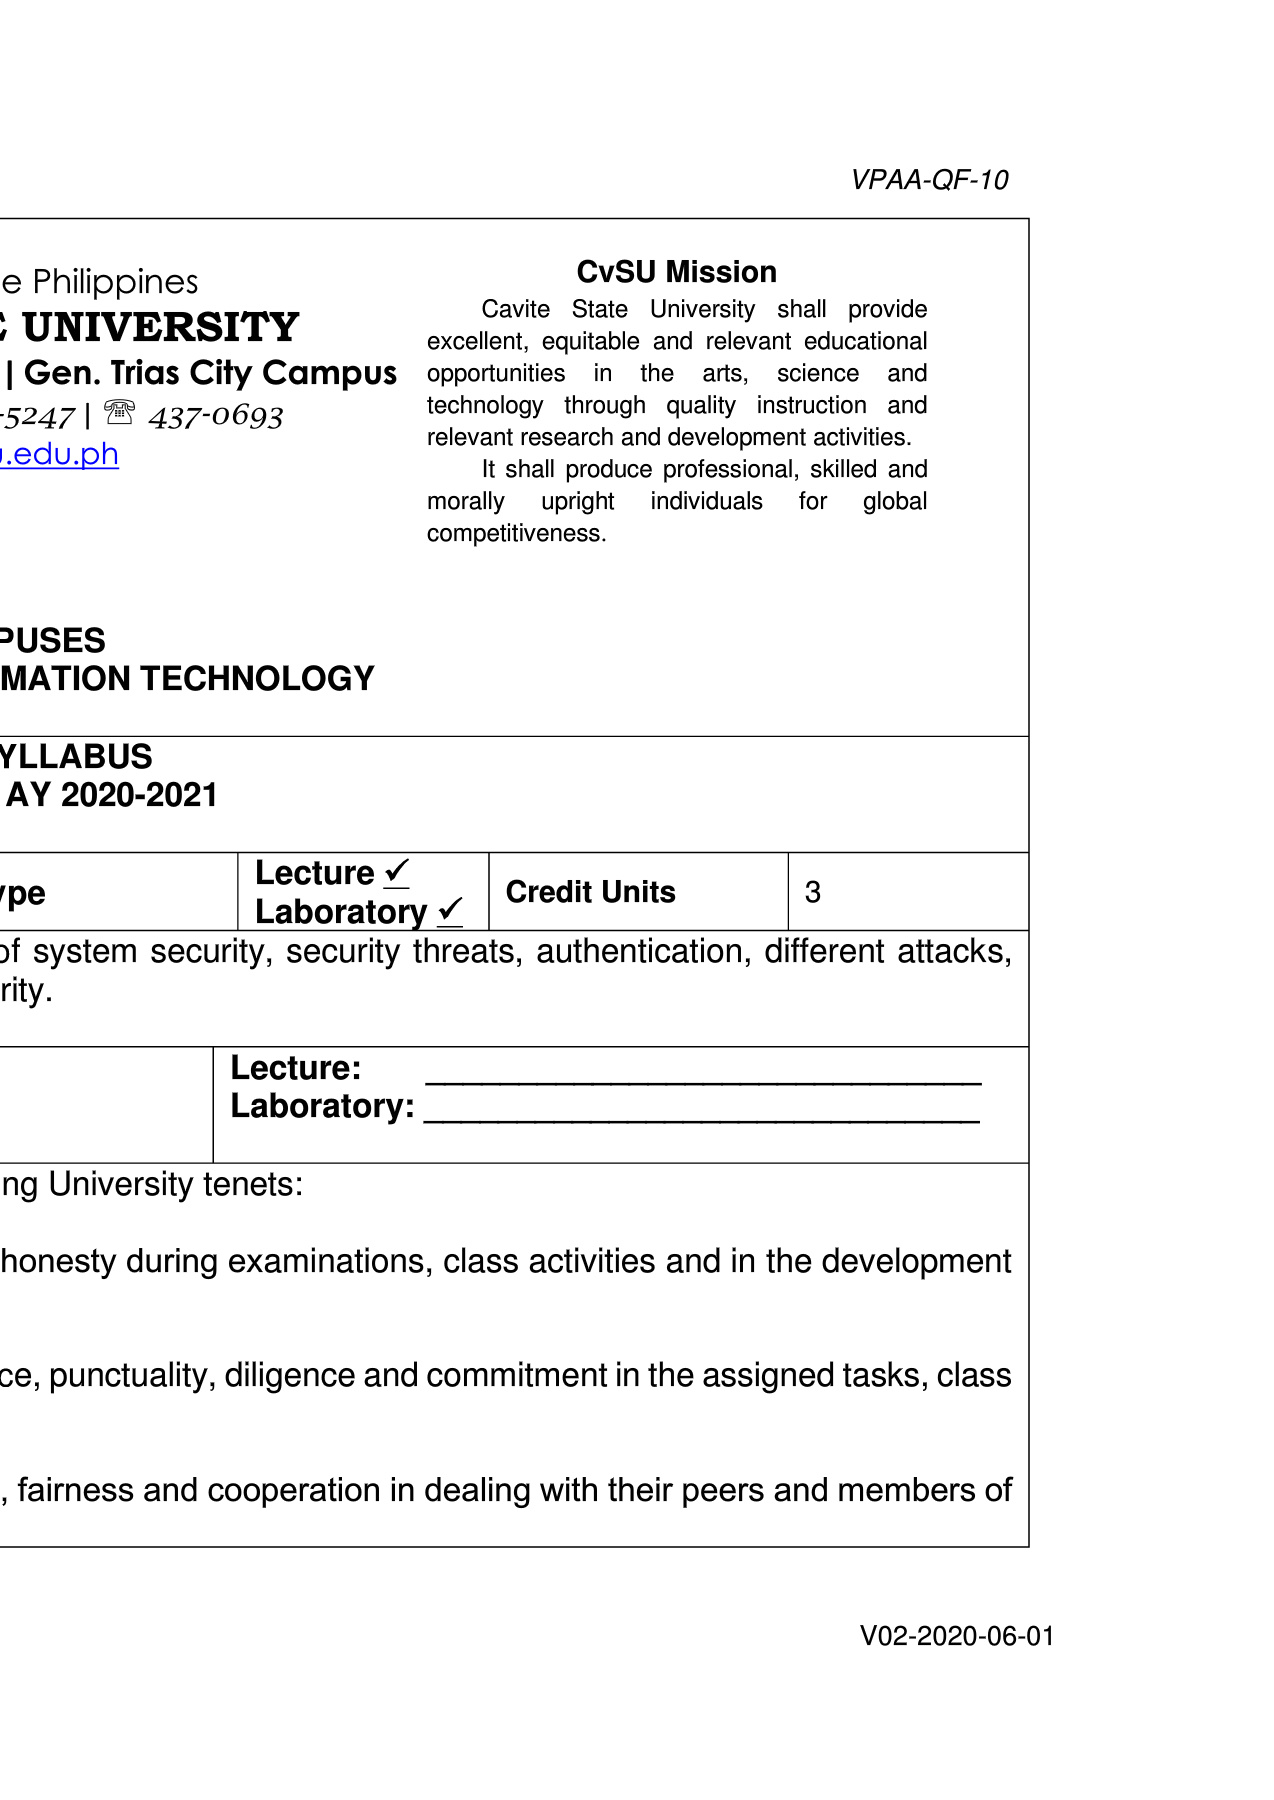 VPAA-QF-10
e Philippines
E UNIVERSITY
| Gen. Trias City Campus
-5247 | ☏ 437-0693
u.edu.ph
CvSU Mission
Cavite State University shall provide
excellent, equitable and relevant educational
opportunities in the arts, science and
technology through quality instruction and
relevant research and development activities.
It shall produce professional, skilled and
morally upright individuals for global
competitiveness.
PUSES
MATION TECHNOLOGY
YLLABUS
AY 2020-2021
ype
Lecture ✓
Laboratory ✓
Credit Units
3
of system security, security threats, authentication, different attacks,
rity.
Lecture: ______________________________
Laboratory: ______________________________
ng University tenets:
honesty during examinations, class activities and in the development
ce, punctuality, diligence and commitment in the assigned tasks, class
, fairness and cooperation in dealing with their peers and members of
V02-2020-06-01